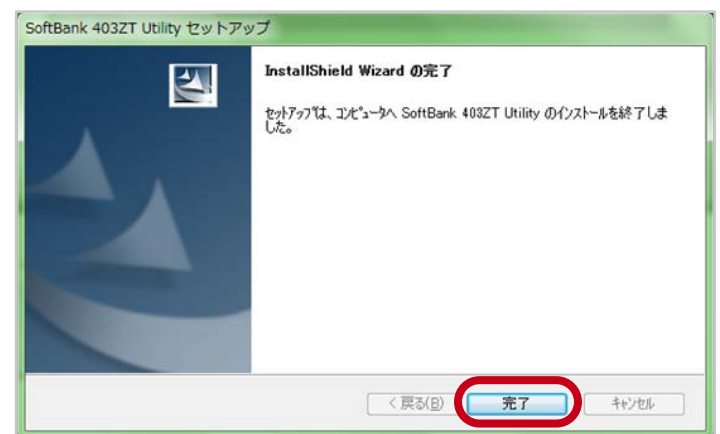 SoftBank 403ZT Utility セットアップ
InstallShield Wizard の完了
セットアップは、コンピュータへ SoftBank 403ZT Utility のインストールを終了しま
した。
< 戻る(B)
完了
キャンセル